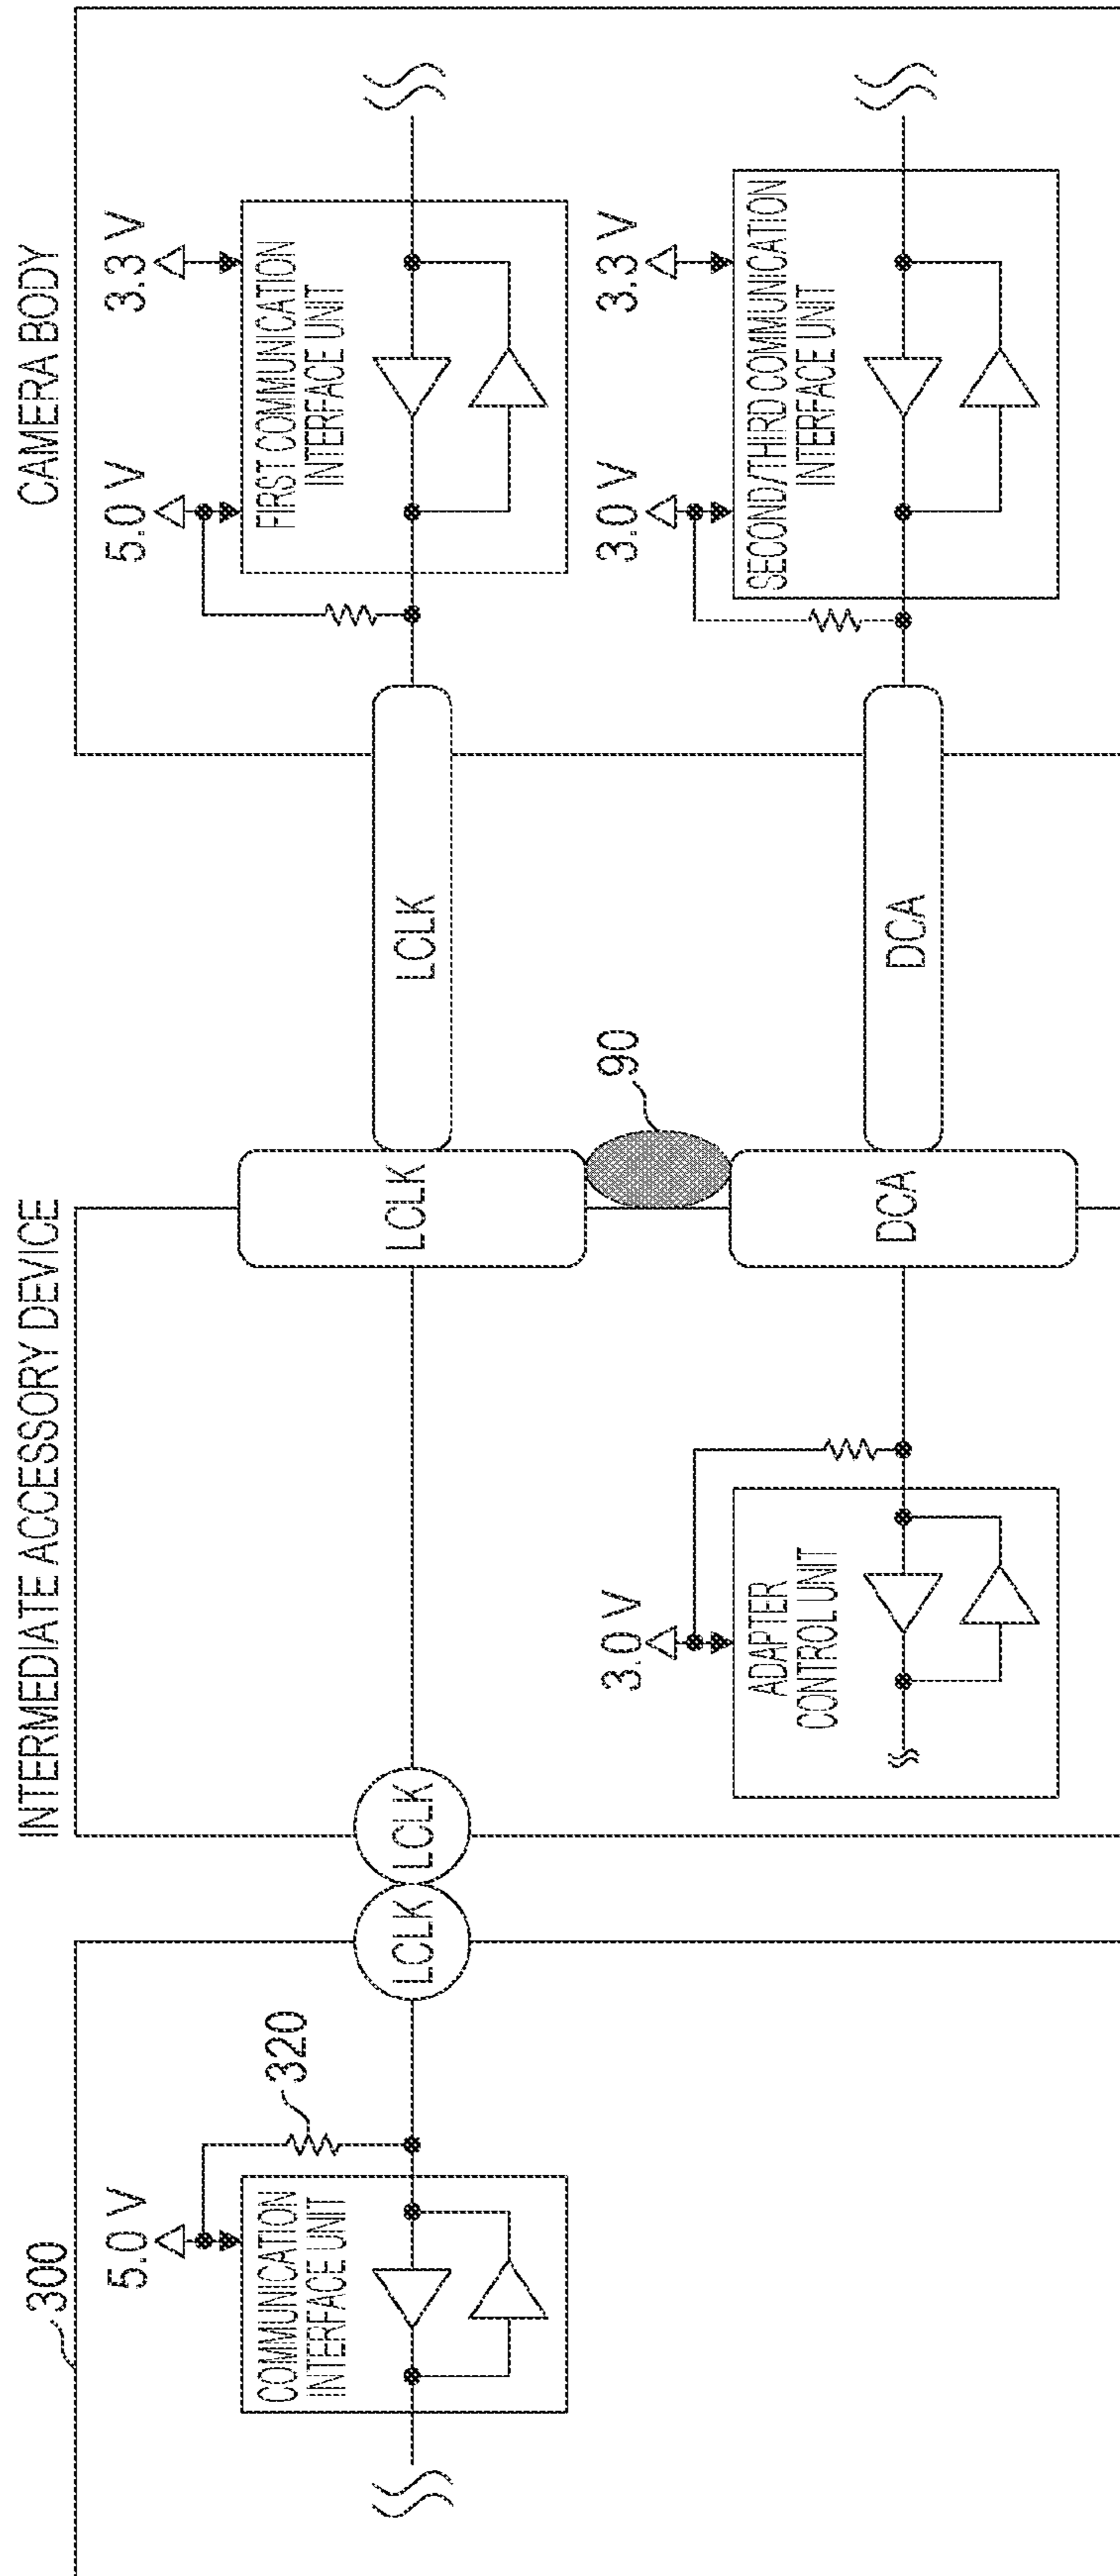 300
INTERMEDIATE ACCESSORY DEVICE
CAMERA BODY
5.0 V
320
COMMUNICATION
INTERFACE UNIT
LCLK
LCLK
LCLK
LCLK
5.0 V
3.3 V
FIRST COMMUNICATION
INTERFACE UNIT
90
3.0 V
ADAPTER
CONTROL UNIT
DCA
DCA
3.0 V
3.3 V
SECOND/THIRD COMMUNICATION
INTERFACE UNIT